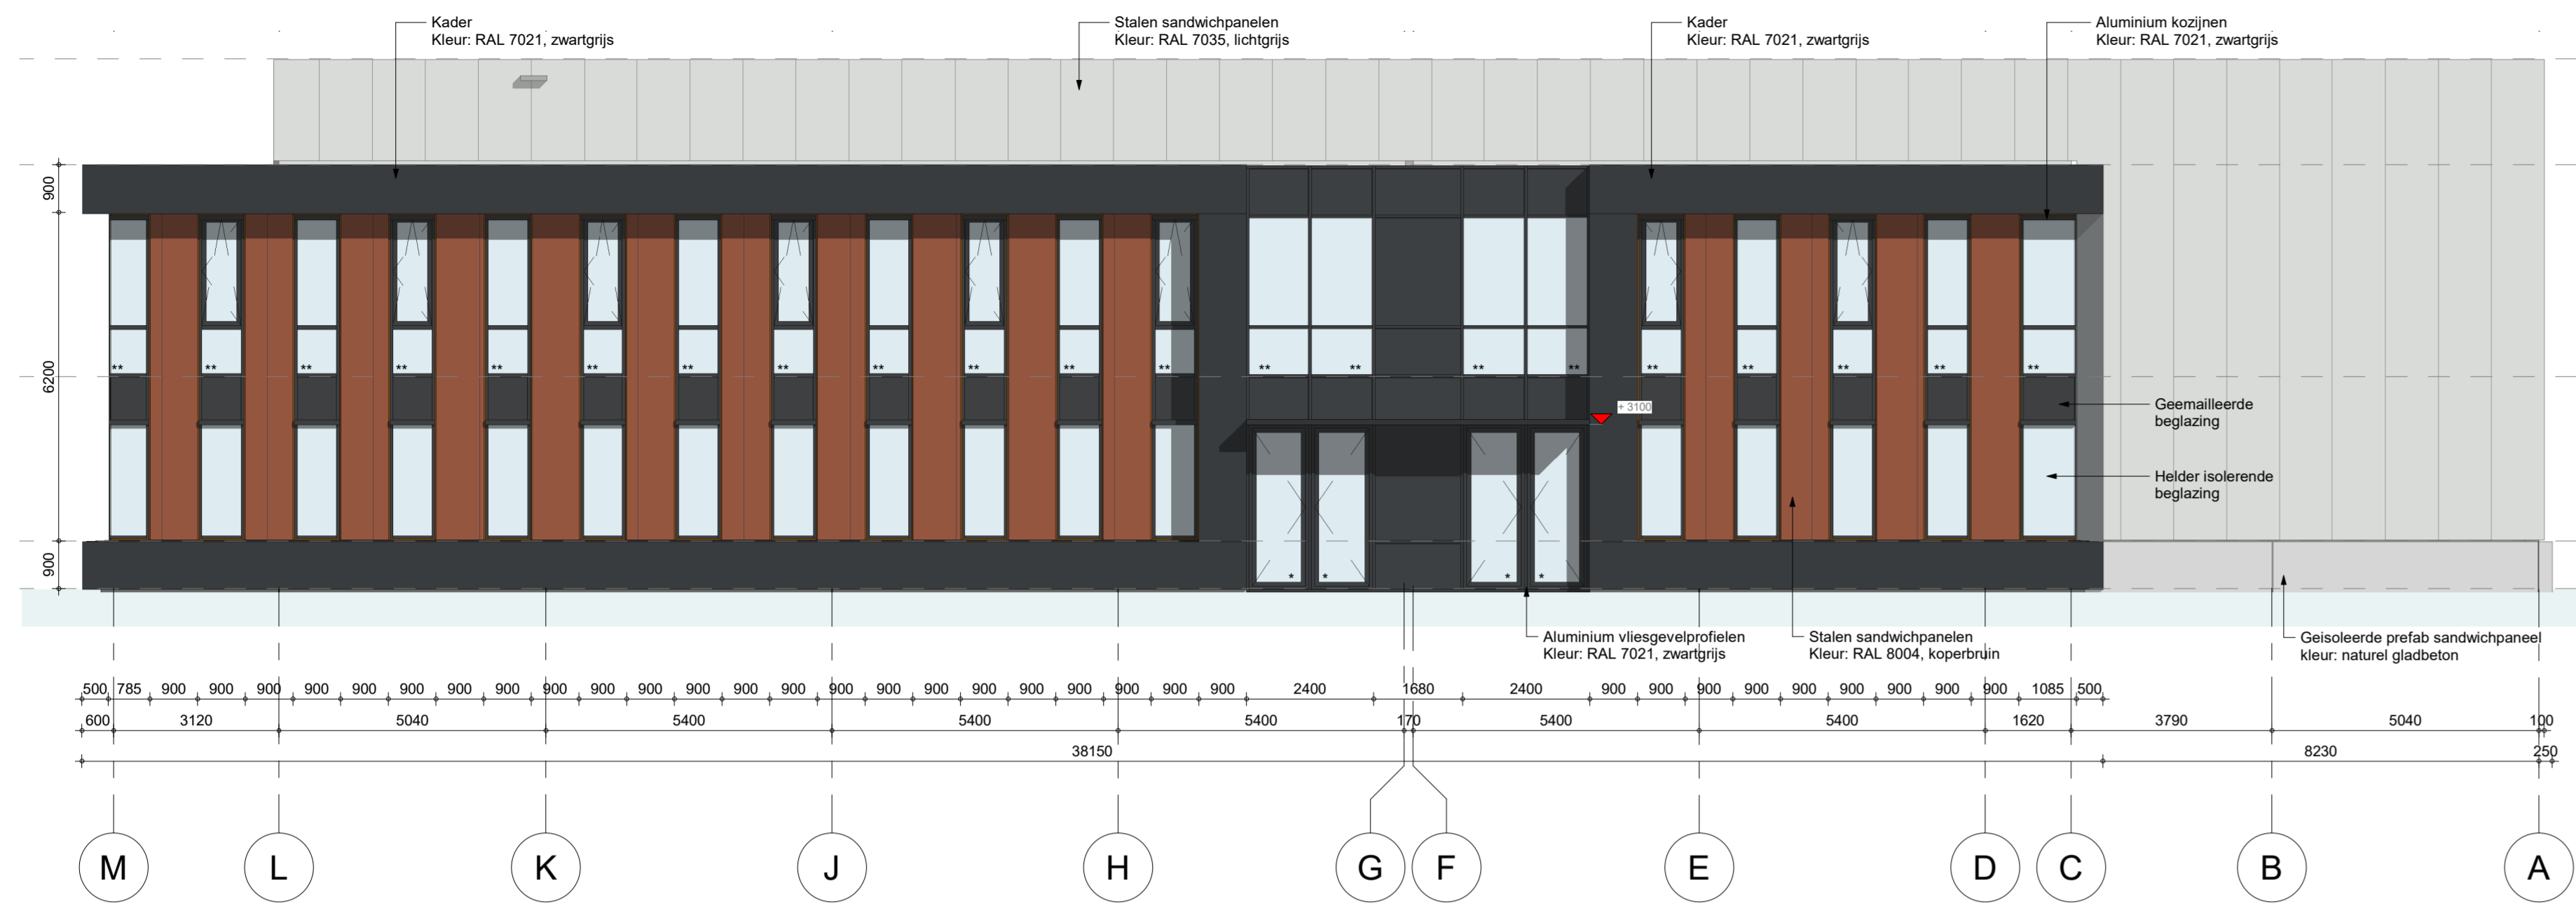 Kader
Kleur: RAL 7021, zwartgrijs
Stalen sandwichpanelen
Kleur: RAL 7035, lichtgrijs
Kader
Kleur: RAL 7021, zwartgrijs
Aluminium kozijnen
Kleur: RAL 7021, zwartgrijs
900
6200
900
** ** ** ** ** ** ** ** ** ** ** ** ** ** ** ** ** ** ** ** **
+ 3100
Geemailleerde
beglazing
Helder isolerende
beglazing
* * * *
Aluminium vliesgevelprofielen
Kleur: RAL 7021, zwartgrijs
Stalen sandwichpanelen
Kleur: RAL 8004, koperbruin
Geisoleerde prefab sandwichpaneel
kleur: naturel gladbeton
500 785 900 900 900 900 900 900 900 900 900 900 900 900 900 900 900 900 900 900 900 900 900 900 900 2400 1680 2400 900 900 900 900 900 900 900 900 900 1085 500
600 3120 5040 5400 5400 5400 170 5400 5400 1620 3790 5040 100
38150 8230 250
M L K J H G F E D C B A